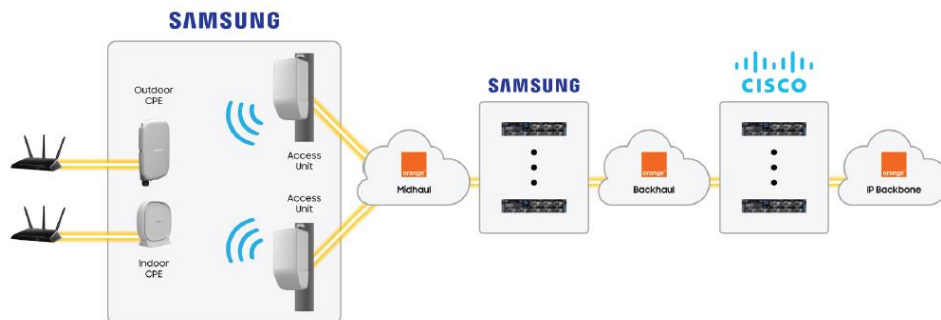 SAMSUNG
Outdoor
CPE
Access
Unit
Access
Unit
Indoor
CPE
orange
Midhaul
SAMSUNG
orange
Backhaul
CISCO
orange
IP Backbone